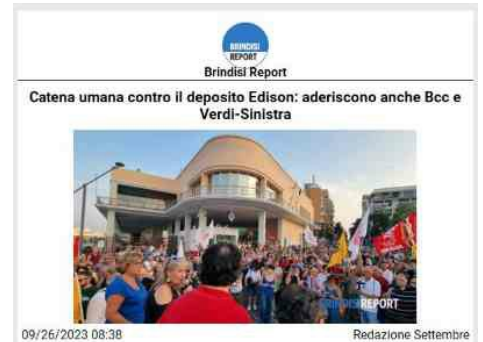 BRINDISI
REPORT
Brindisi Report
Catena umana contro il deposito Edison: aderiscono anche Bcc e
Verdi-Sinistra
BRINDISIREPORT
09/26/2023 08:38
Redazione Settembre